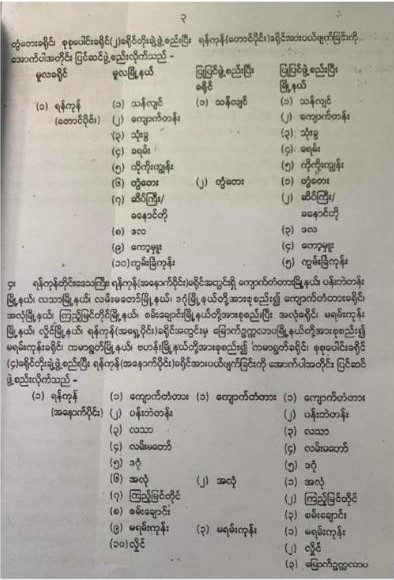 ၃
တွံတေးခရိုင်၊ စုစုပေါင်းခရိုင်(၂)ခရိုင်တိုးချဲ့ဖွဲ့စည်းပြီး ရန်ကုန်(တောင်ပိုင်း)ခရိုင်အားပယ်ဖျက်ခြင်းကို
အောက်ပါအတိုင်း ပြင်ဆင်ဖွဲ့စည်းလိုက်သည် -
မူလခရိုင် မူလမြို့နယ် ပြုပြင်ဖွဲ့စည်းပြီး ခရိုင် ပြုပြင်ဖွဲ့စည်းပြီး မြို့နယ်
(၁) ရန်ကုန် (၁) သန်လျင် (၁) သန်လျင် (၁) သန်လျင်
(တောင်ပိုင်း) (၂) ကျောက်တန်း (၂) ကျောက်တန်း
(၃) သုံးခွ (၃) သုံးခွ
(၄) ခရမ်း (၄) ခရမ်း
(၅) ကိုကိုးကျွန်း (၅) ကိုကိုးကျွန်း
(၆) တွံတေး (၂) တွံတေး (၁) တွံတေး
(၇) ဆိပ်ကြီး/ ခနောင်တို (၂) ဆိပ်ကြီး/ ခနောင်တို
(၈) ဒလ (၃) ဒလ
(၉) ကော့မှူး (၄) ကော့မှူး
(၁၀) ကွမ်းခြံကုန်း (၅) ကွမ်းခြံကုန်း
၄။ ရန်ကုန်တိုင်းဒေသကြီး၊ ရန်ကုန်(အနောက်ပိုင်း)ခရိုင်အတွင်းရှိ ကျောက်တံတားမြို့နယ်၊ ပန်းဘဲတန်း
မြို့နယ်၊ လသာမြို့နယ်၊ လမ်းမတော်မြို့နယ်၊ ဒဂုံမြို့နယ်တို့အားစုစည်း၍ ကျောက်တံတားခရိုင်၊
အလုံမြို့နယ်၊ ကြည့်မြင်တိုင်မြို့နယ်၊ စမ်းချောင်းမြို့နယ်တို့အားစုစည်းပြီး အလုံခရိုင်၊ မရမ်းကုန်း
မြို့နယ်၊ လှိုင်မြို့နယ်၊ ရန်ကုန်(အရှေ့ပိုင်း)ခရိုင်အတွင်းမှ မြောက်ဥက္ကလာပမြို့နယ်တို့အားစုစည်း၍
မရမ်းကုန်းခရိုင်၊ ကမာရွတ်မြို့နယ်၊ ဗဟန်းမြို့နယ်တို့အားစုစည်း၍ ကမာရွတ်ခရိုင်၊ စုစုပေါင်းခရိုင်
(၄)ခရိုင်တိုးချဲ့ဖွဲ့စည်းပြီး ရန်ကုန်(အနောက်ပိုင်း)ခရိုင်အားပယ်ဖျက်ခြင်းကို အောက်ပါအတိုင်း ပြင်ဆင်
ဖွဲ့စည်းလိုက်သည် -
(၁) ရန်ကုန် (၁) ကျောက်တံတား (၁) ကျောက်တံတား (၁) ကျောက်တံတား
(အနောက်ပိုင်း) (၂) ပန်းဘဲတန်း (၂) ပန်းဘဲတန်း
(၃) လသာ (၃) လသာ
(၄) လမ်းမတော် (၄) လမ်းမတော်
(၅) ဒဂုံ (၅) ဒဂုံ
(၆) အလုံ (၂) အလုံ (၁) အလုံ
(၇) ကြည့်မြင်တိုင် (၂) ကြည့်မြင်တိုင်
(၈) စမ်းချောင်း (၃) စမ်းချောင်း
(၉) မရမ်းကုန်း (၃) မရမ်းကုန်း (၁) မရမ်းကုန်း
(၁၀) လှိုင် (၂) လှိုင်
(၃) မြောက်ဥက္ကလာပ